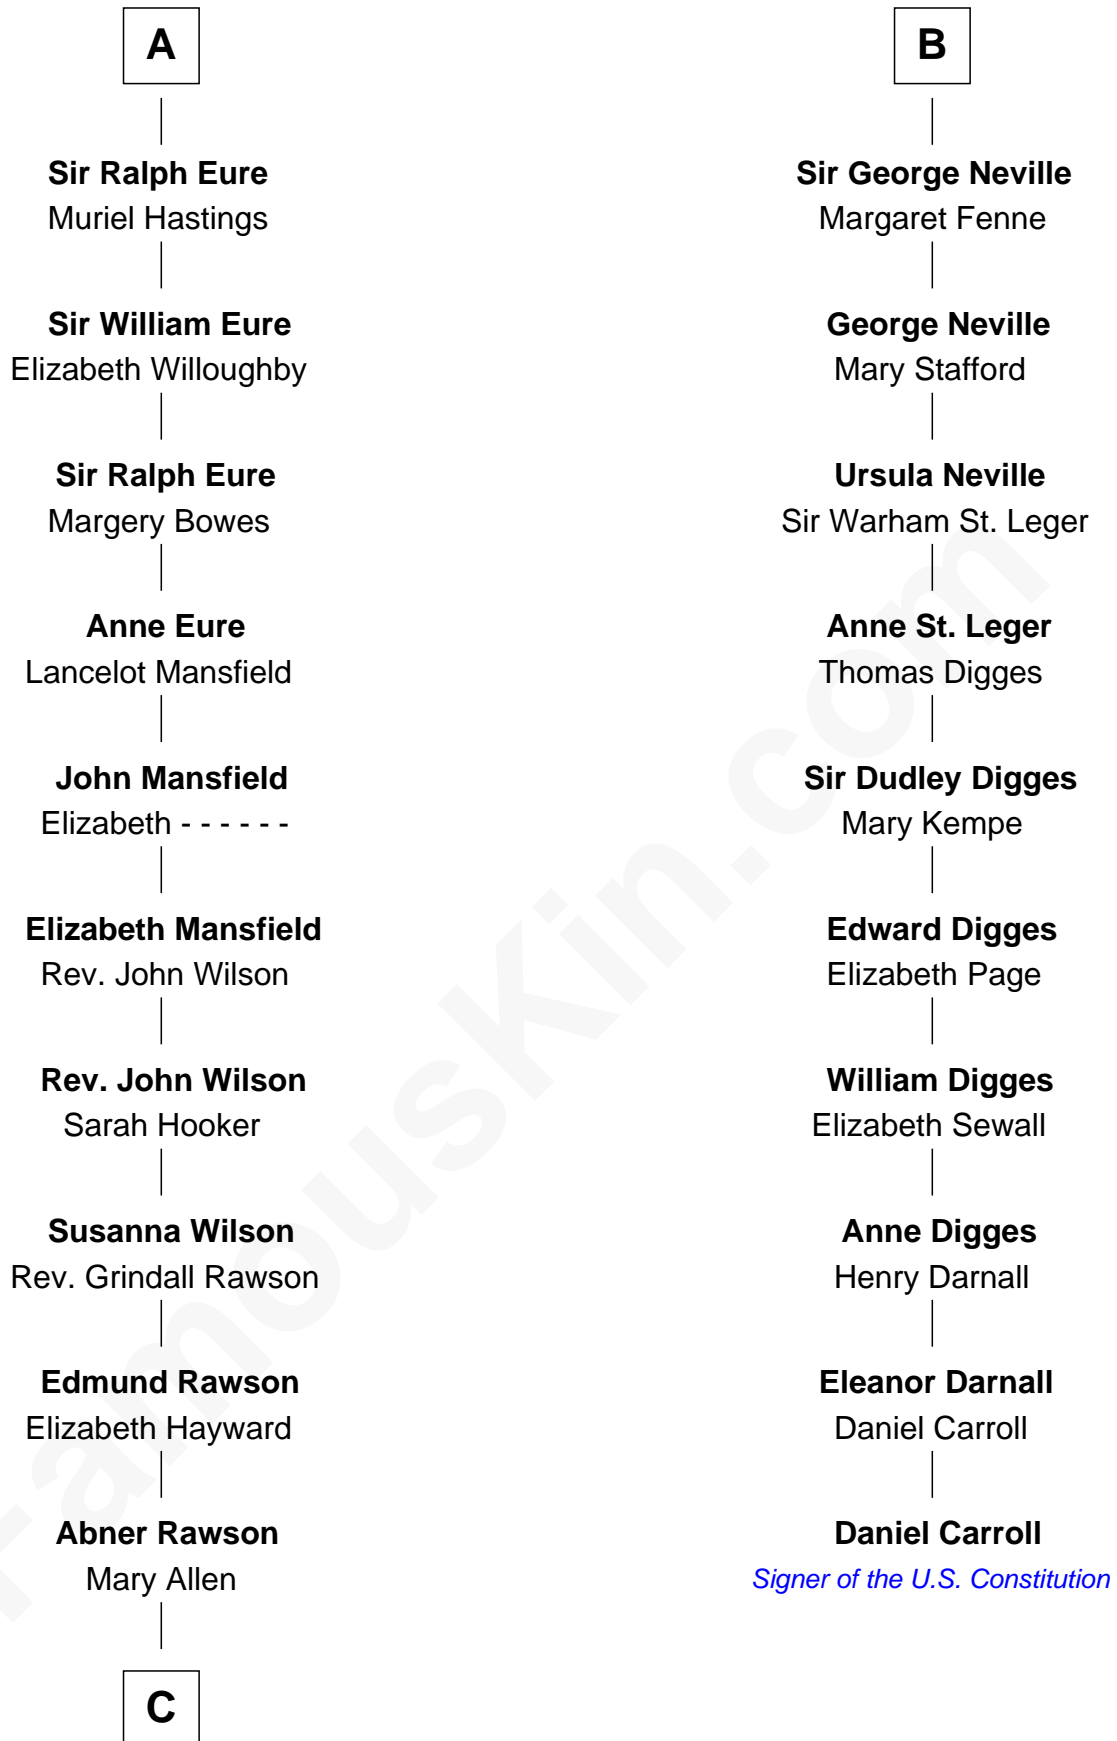 A
Sir Ralph Eure
Muriel Hastings
Sir William Eure
Elizabeth Willoughby
Sir Ralph Eure
Margery Bowes
Anne Eure
Lancelot Mansfield
John Mansfield
Elizabeth - - - - - -
Elizabeth Mansfield
Rev. John Wilson
Rev. John Wilson
Sarah Hooker
Susanna Wilson
Rev. Grindall Rawson
Edmund Rawson
Elizabeth Hayward
Abner Rawson
Mary Allen
C
B
Sir George Neville
Margaret Fenne
George Neville
Mary Stafford
Ursula Neville
Sir Warham St. Leger
Anne St. Leger
Thomas Digges
Sir Dudley Digges
Mary Kempe
Edward Digges
Elizabeth Page
William Digges
Elizabeth Sewall
Anne Digges
Henry Darnall
Eleanor Darnall
Daniel Carroll
Daniel Carroll
Signer of the U.S. Constitution
FamousKin.com